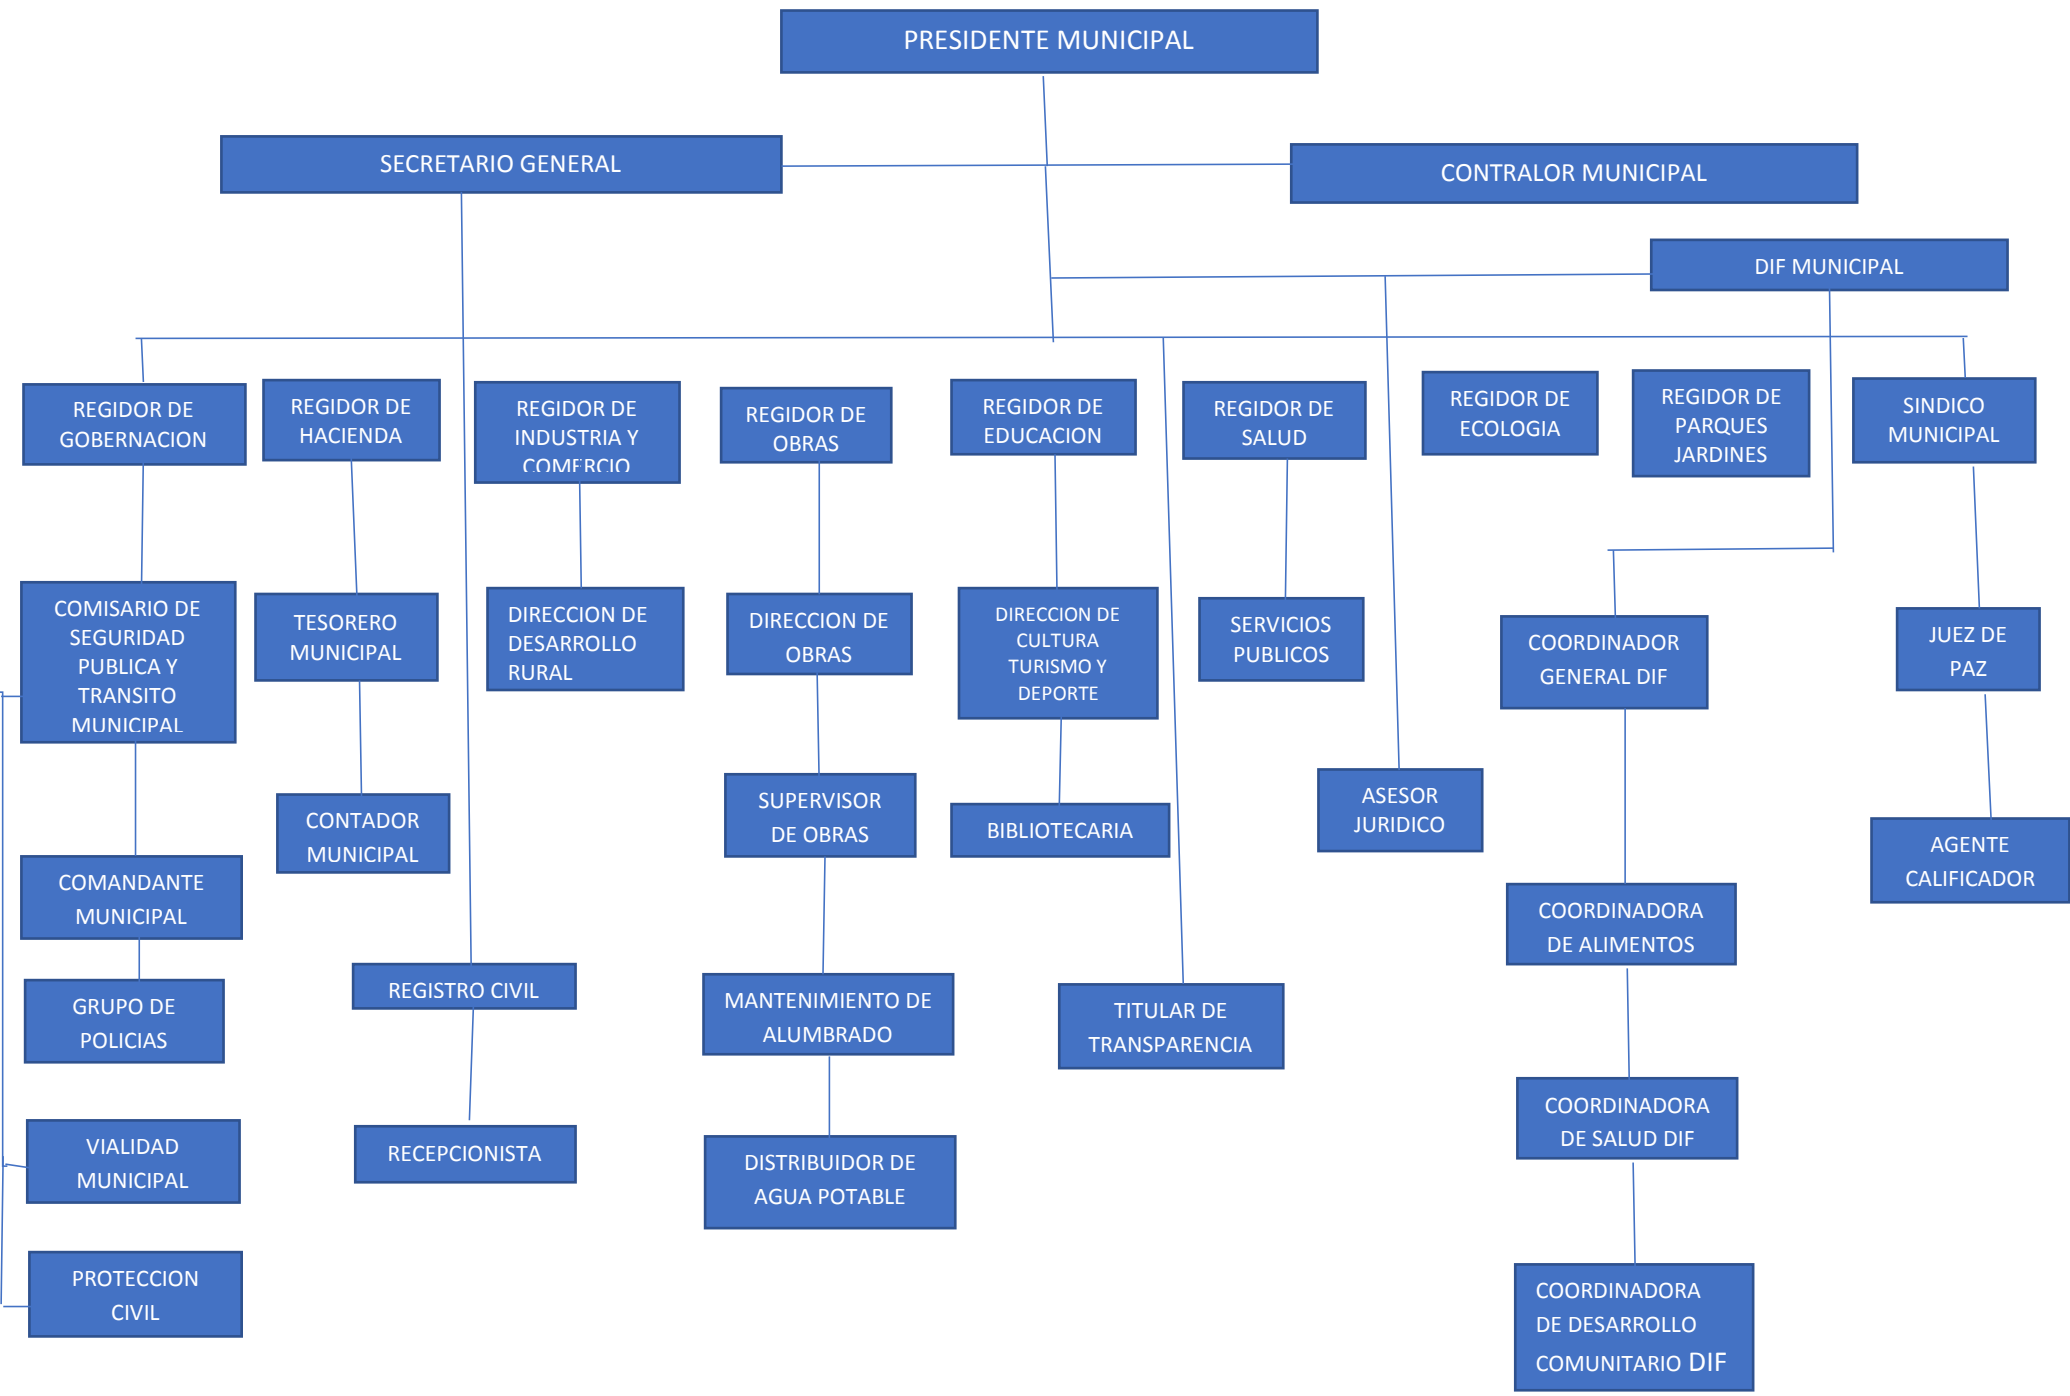 PRESIDENTE MUNICIPAL
SECRETARIO GENERAL
CONTRALOR MUNICIPAL
DIF MUNICIPAL
REGIDOR DE
GOBERNACION
REGIDOR DE
HACIENDA
REGIDOR DE
INDUSTRIA Y
COMERCIO
REGIDOR DE
OBRAS
REGIDOR DE
EDUCACION
REGIDOR DE
SALUD
REGIDOR DE
ECOLOGIA
REGIDOR DE
PARQUES
JARDINES
SINDICO
MUNICIPAL
COMISARIO DE
SEGURIDAD
PUBLICA Y
TRANSITO
MUNICIPAL
TESORERO
MUNICIPAL
DIRECCION DE
DESARROLLO
RURAL
DIRECCION DE
OBRAS
DIRECCION DE
CULTURA
TURISMO Y
DEPORTE
SERVICIOS
PUBLICOS
COORDINADOR
GENERAL DIF
JUEZ DE
PAZ
CONTADOR
MUNICIPAL
SUPERVISOR
DE OBRAS
BIBLIOTECARIA
ASESOR
JURIDICO
AGENTE
CALIFICADOR
COMANDANTE
MUNICIPAL
COORDINADORA
DE ALIMENTOS
GRUPO DE
POLICIAS
REGISTRO CIVIL
MANTENIMIENTO DE
ALUMBRADO
TITULAR DE
TRANSPARENCIA
VIALIDAD
MUNICIPAL
RECEPCIONISTA
DISTRIBUIDOR DE
AGUA POTABLE
COORDINADORA
DE SALUD DIF
PROTECCION
CIVIL
COORDINADORA
DE DESARROLLO
COMUNITARIO DIF